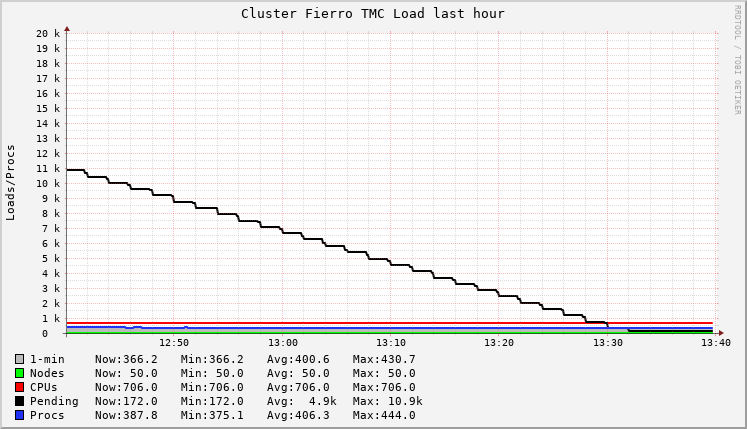 Cluster Fierro TMC Load last hour
RRDTOOL / TOBI OETIKER
Loads/Procs
20 k
19 k
18 k
17 k
16 k
15 k
14 k
13 k
12 k
11 k
10 k
9 k
8 k
7 k
6 k
5 k
4 k
3 k
2 k
1 k
0
12:50 13:00 13:10 13:20 13:30 13:40
1-min Now:366.2 Min:366.2 Avg:400.6 Max:430.7
Nodes Now: 50.0 Min: 50.0 Avg: 50.0 Max: 50.0
CPUs Now:706.0 Min:706.0 Avg:706.0 Max:706.0
Pending Now:172.0 Min:172.0 Avg: 4.9k Max: 10.9k
Procs Now:387.8 Min:375.1 Avg:406.3 Max:444.0